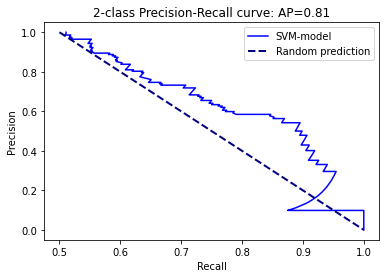 2-class Precision-Recall curve: AP=0.81
SVM-model
Random prediction
Precision
1.0
0.8
0.6
0.4
0.2
0.0
0.5 0.6 0.7 0.8 0.9 1.0
Recall